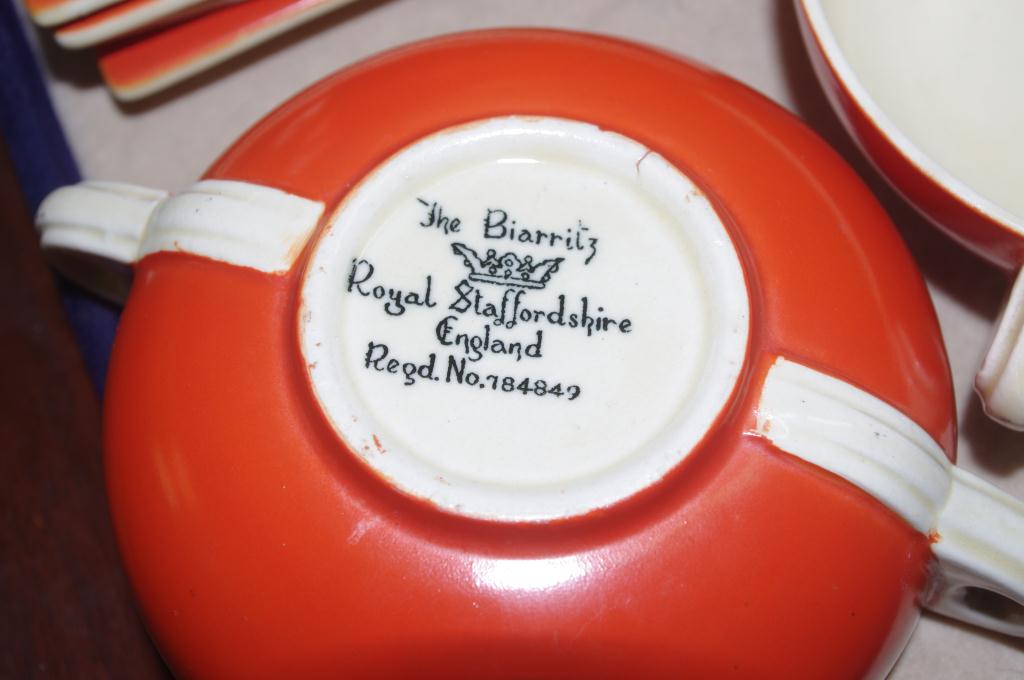 The Biarritz
Royal Staffordshire
England
Regd. No. 784849